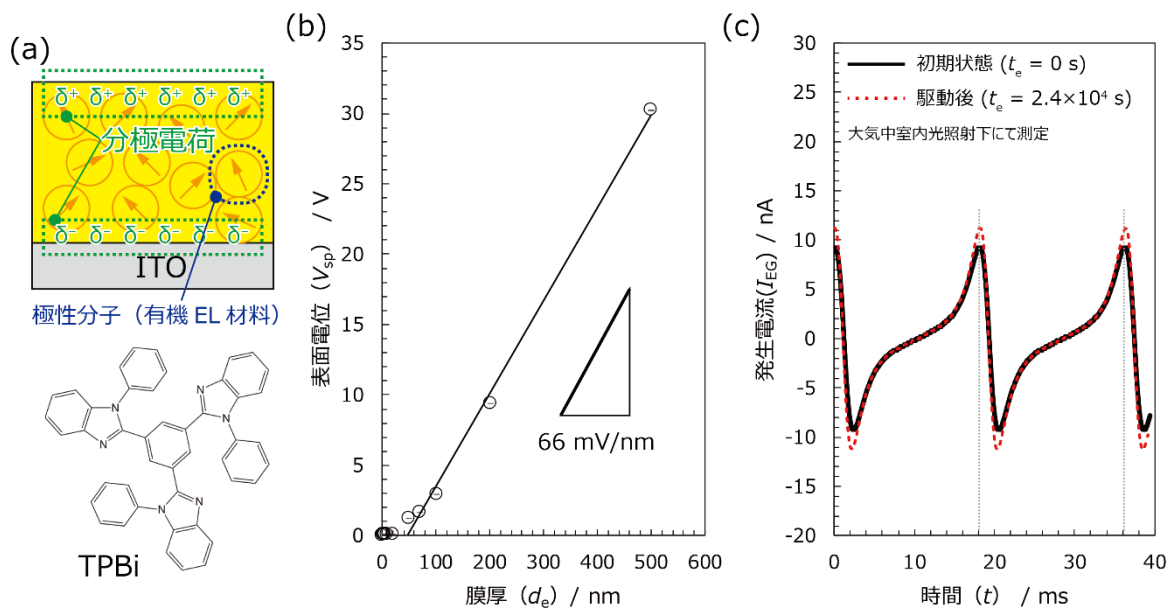 (a)
δ+ δ+ δ+ δ+ δ+ δ+
分極電荷
δ− δ− δ− δ− δ− δ−
ITO
極性分子（有機 EL 材料）
N
N
N
N
N
N
TPBi
(b)
表面電位（Vsp） / V
35
30
25
20
15
10
5
0
66 mV/nm
0 100 200 300 400 500 600
膜厚（de） / nm
(c)
発生電流(IEG) / nA
30
25
20
15
10
5
0
-5
-10
-15
-20
初期状態 (te = 0 s)
駆動後 (te = 2.4×10⁴ s)
大気中室内光照射下にて測定
0 10 20 30 40
時間（t） / ms